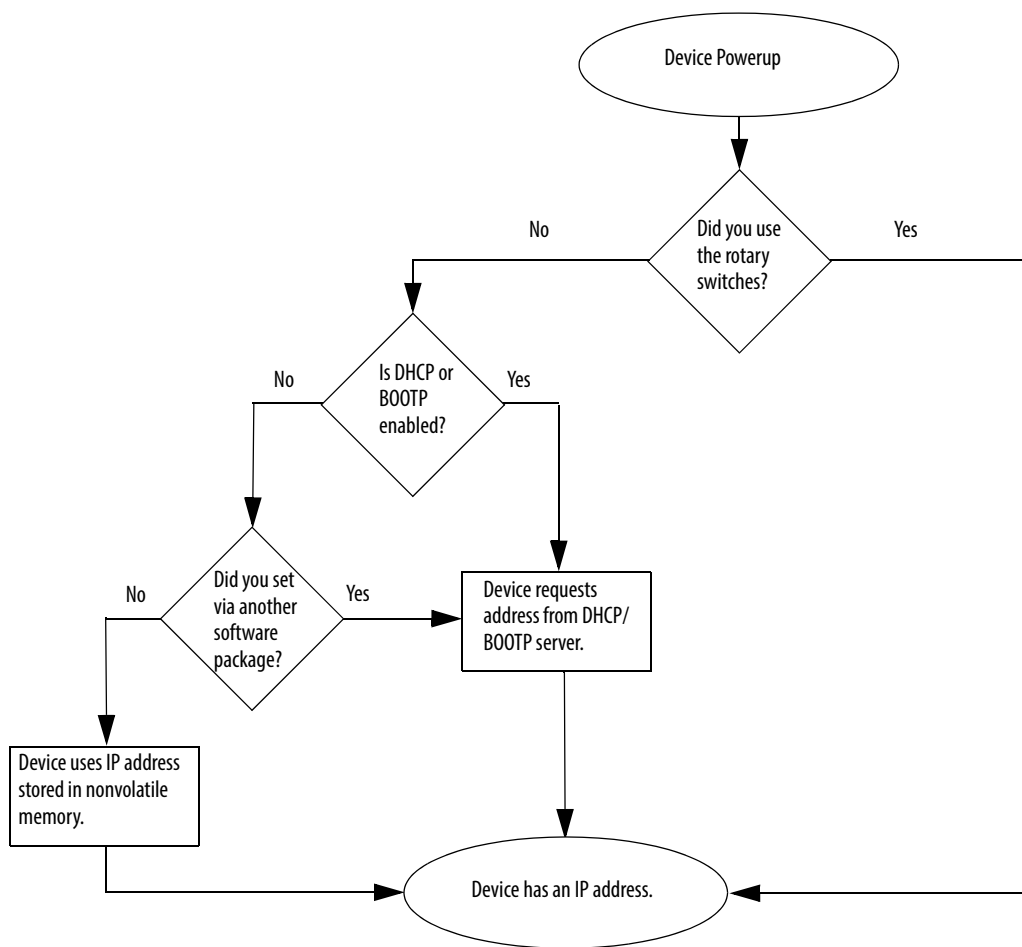 Device Powerup
Did you use
the rotary
switches?
No
Yes
Is DHCP or
BOOTP
enabled?
No
Yes
Did you set
via another
software
package?
No
Yes
Device requests
address from DHCP/
BOOTP server.
Device uses IP address
stored in nonvolatile
memory.
Device has an IP address.